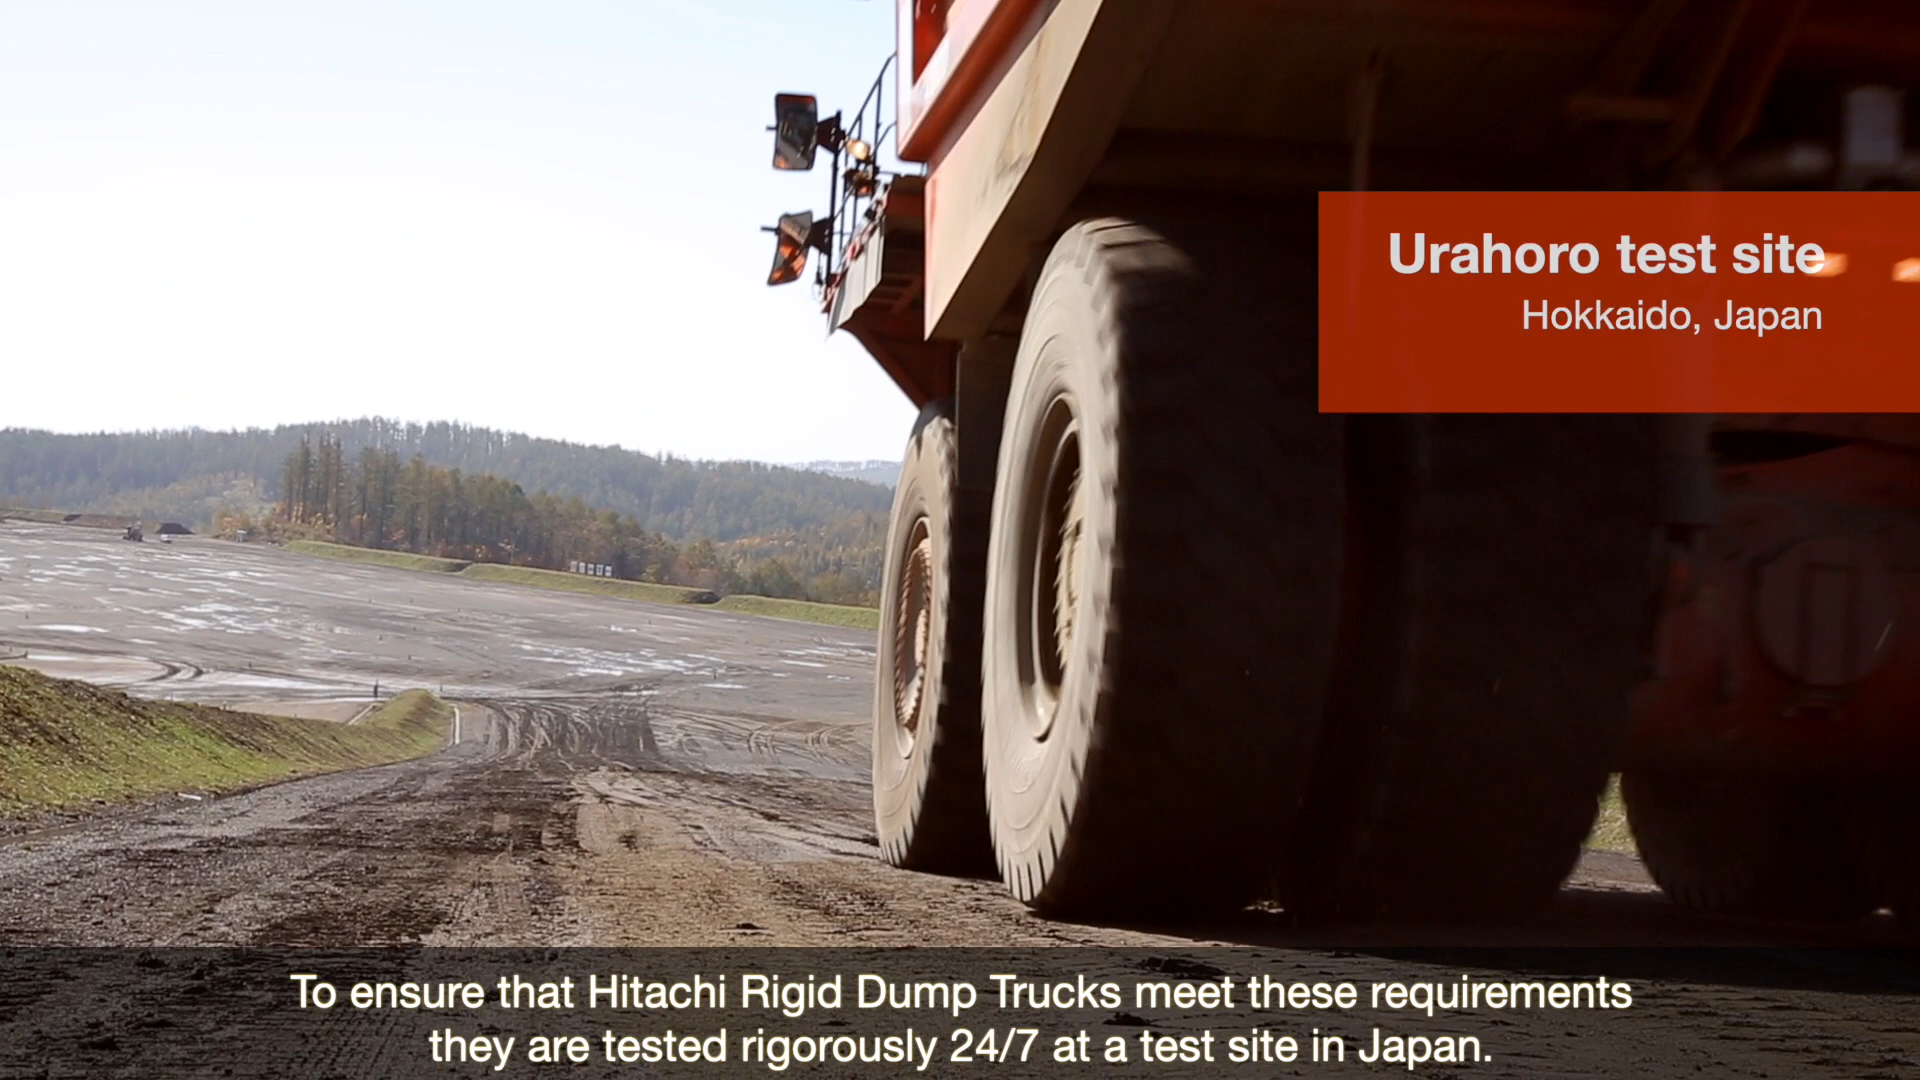 Urahoro test site
Hokkaido, Japan
To ensure that Hitachi Rigid Dump Trucks meet these requirements
they are tested rigorously 24/7 at a test site in Japan.